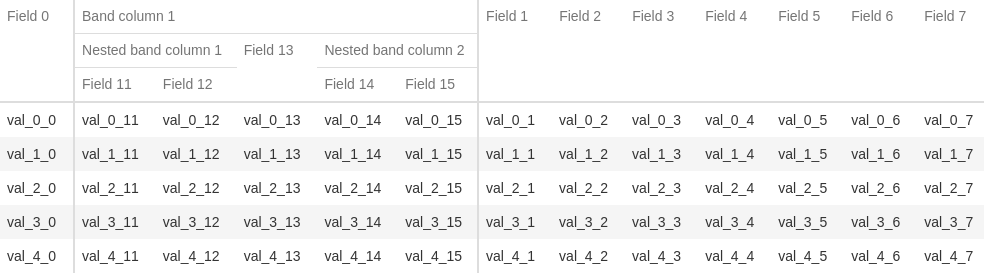 Field 0 Band column 1 Field 1 Field 2 Field 3 Field 4 Field 5 Field 6 Field 7
Nested band column 1 Field 13 Nested band column 2
Field 11 Field 12 Field 14 Field 15
val_0_0 val_0_11 val_0_12 val_0_13 val_0_14 val_0_15 val_0_1 val_0_2 val_0_3 val_0_4 val_0_5 val_0_6 val_0_7
val_1_0 val_1_11 val_1_12 val_1_13 val_1_14 val_1_15 val_1_1 val_1_2 val_1_3 val_1_4 val_1_5 val_1_6 val_1_7
val_2_0 val_2_11 val_2_12 val_2_13 val_2_14 val_2_15 val_2_1 val_2_2 val_2_3 val_2_4 val_2_5 val_2_6 val_2_7
val_3_0 val_3_11 val_3_12 val_3_13 val_3_14 val_3_15 val_3_1 val_3_2 val_3_3 val_3_4 val_3_5 val_3_6 val_3_7
val_4_0 val_4_11 val_4_12 val_4_13 val_4_14 val_4_15 val_4_1 val_4_2 val_4_3 val_4_4 val_4_5 val_4_6 val_4_7